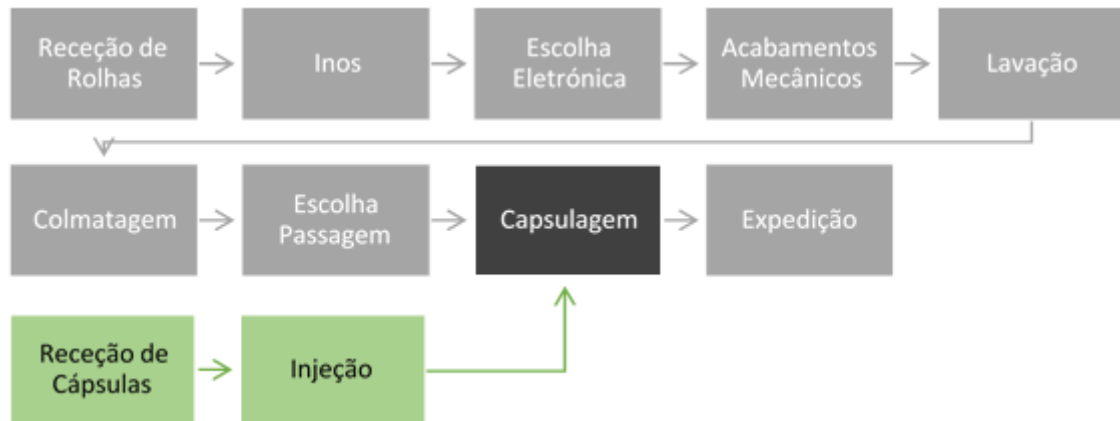 Receção de
Rolhas
Inos
Escolha
Eletrónica
Acabamentos
Mecânicos
Lavação
Colmatagem
Escolha
Passagem
Capsulagem
Expedição
Receção de
Cápsulas
Injeção